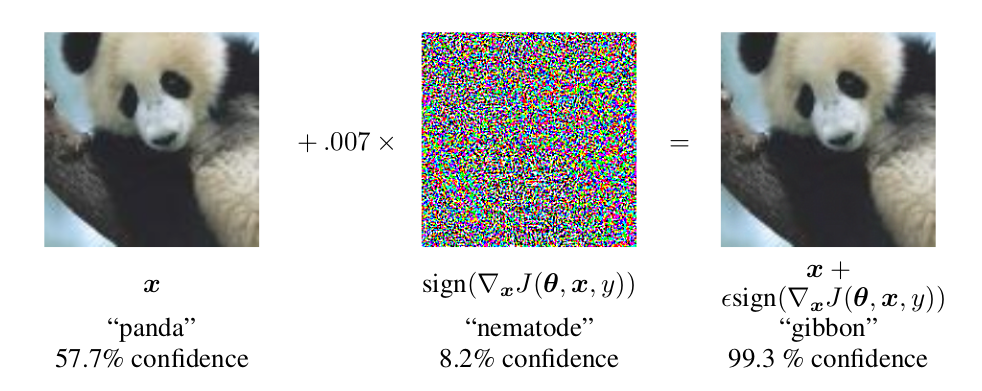 + .007 ×
=
x
sign(∇ₓJ(θ, x, y))
x +
ϵsign(∇ₓJ(θ, x, y))
“panda”
“nematode”
“gibbon”
57.7% confidence
8.2% confidence
99.3 % confidence